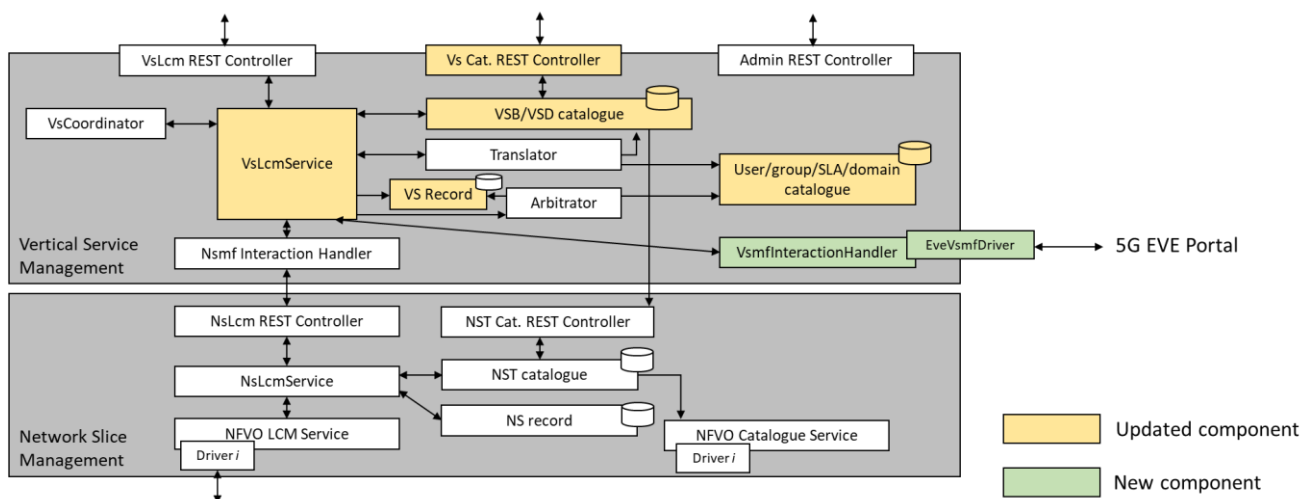 VsLcm REST Controller
Vs Cat. REST Controller
Admin REST Controller
VsCoordinator
VsLcmService
VSB/VSD catalogue
Translator
VS Record
Arbitrator
User/group/SLA/domain
catalogue
Vertical Service
Management
Nsmf Interaction Handler
VsmfInteractionHandler
EveVsmfDriver
5G EVE Portal
NsLcm REST Controller
NST Cat. REST Controller
NsLcmService
NST catalogue
NS record
Network Slice
Management
NFVO LCM Service
Driver i
NFVO Catalogue Service
Driver i
Updated component
New component